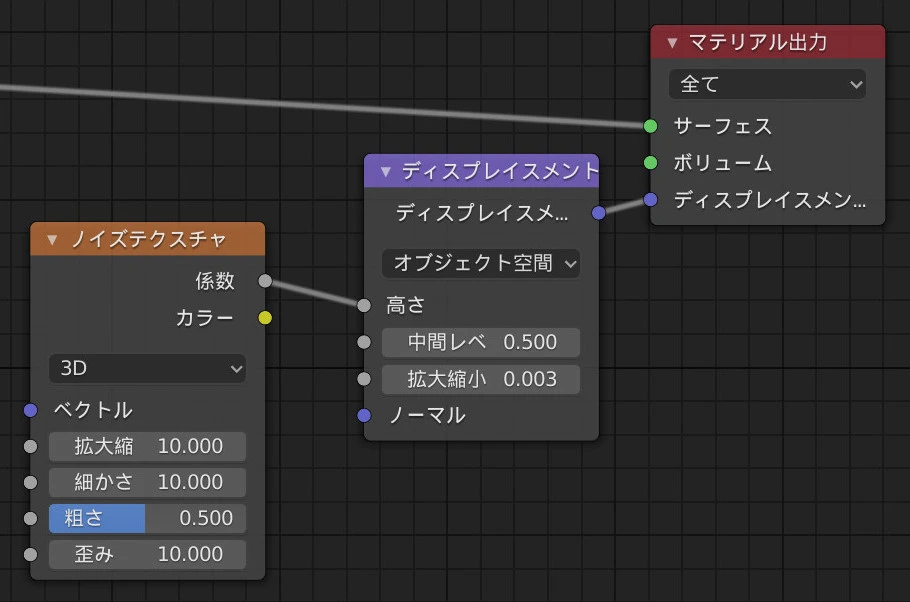 マテリアル出力
全て
サーフェス
ボリューム
ディスプレイスメン...
ディスプレイスメント
ディスプレイスメ...
オブジェクト空間
高さ
中間レベ 0.500
拡大縮小 0.003
ノーマル
ノイズテクスチャ
係数
カラー
3D
ベクトル
拡大縮 10.000
細かさ 10.000
粗さ 0.500
歪み 10.000